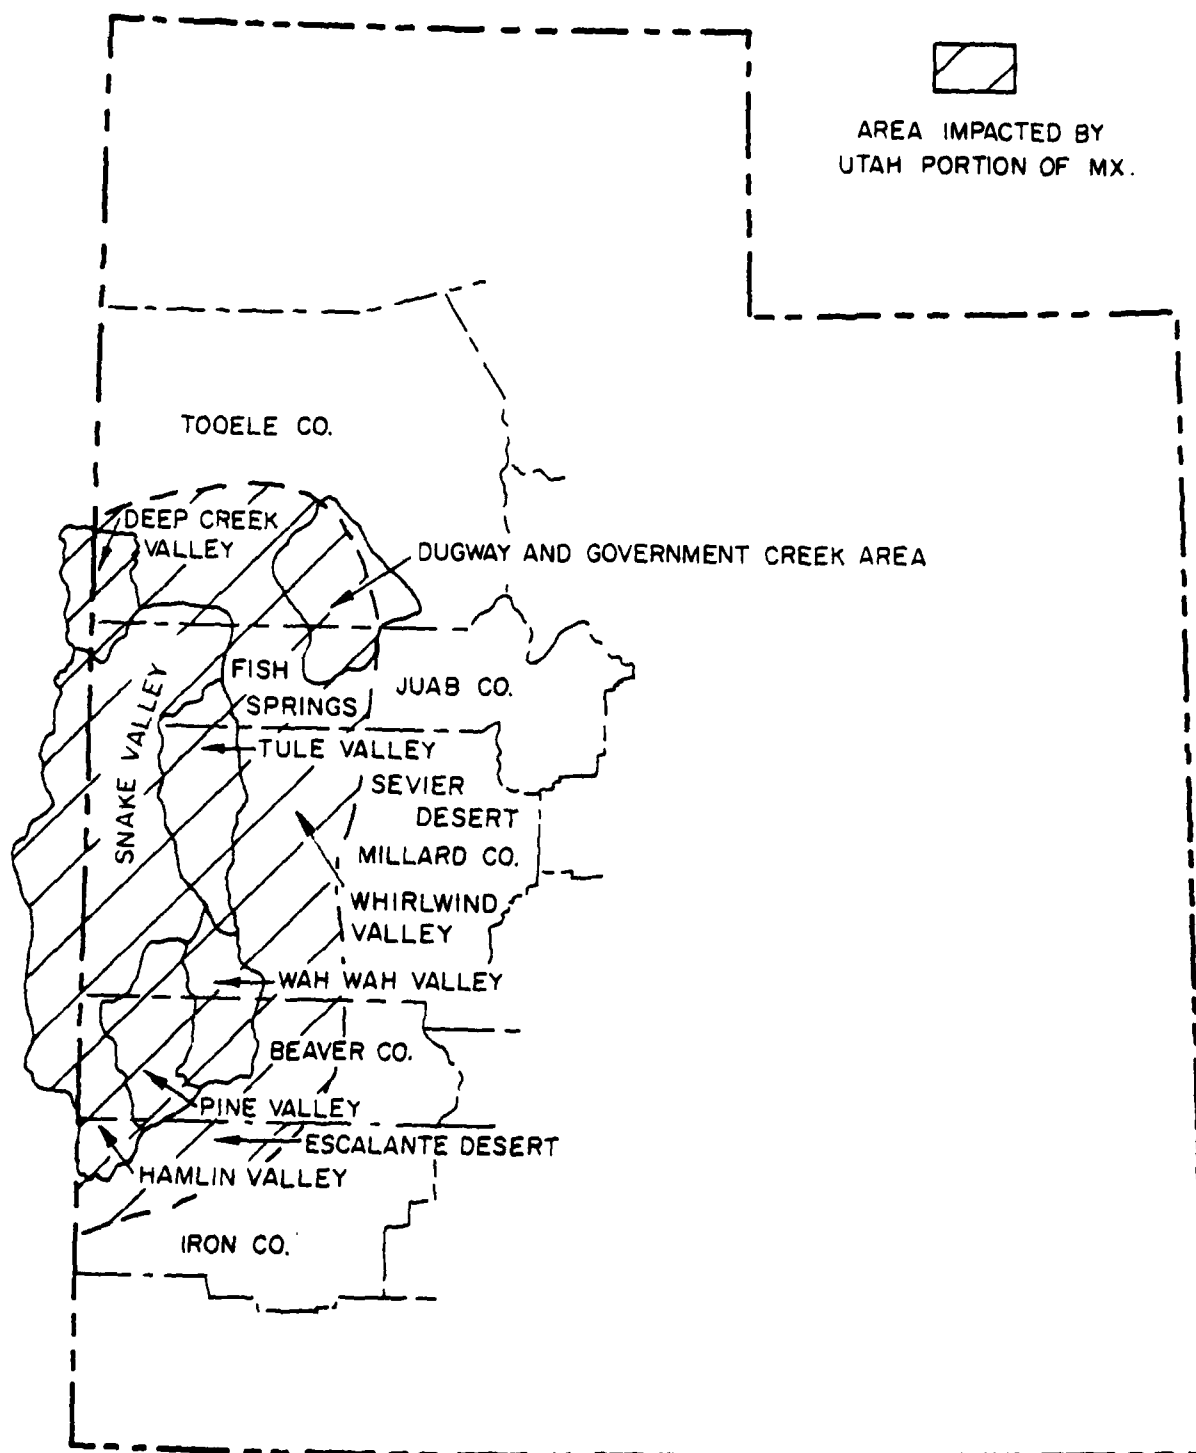 AREA IMPACTED BY
UTAH PORTION OF MX.
TOOELE CO.
DEEP CREEK
VALLEY
DUGWAY AND GOVERNMENT CREEK AREA
FISH
SPRINGS
JUAB CO.
SNAKE VALLEY
TULE VALLEY
SEVIER
DESERT
MILLARD CO.
WHIRLWIND
VALLEY
WAH WAH VALLEY
BEAVER CO.
PINE VALLEY
ESCALANTE DESERT
HAMLIN VALLEY
IRON CO.